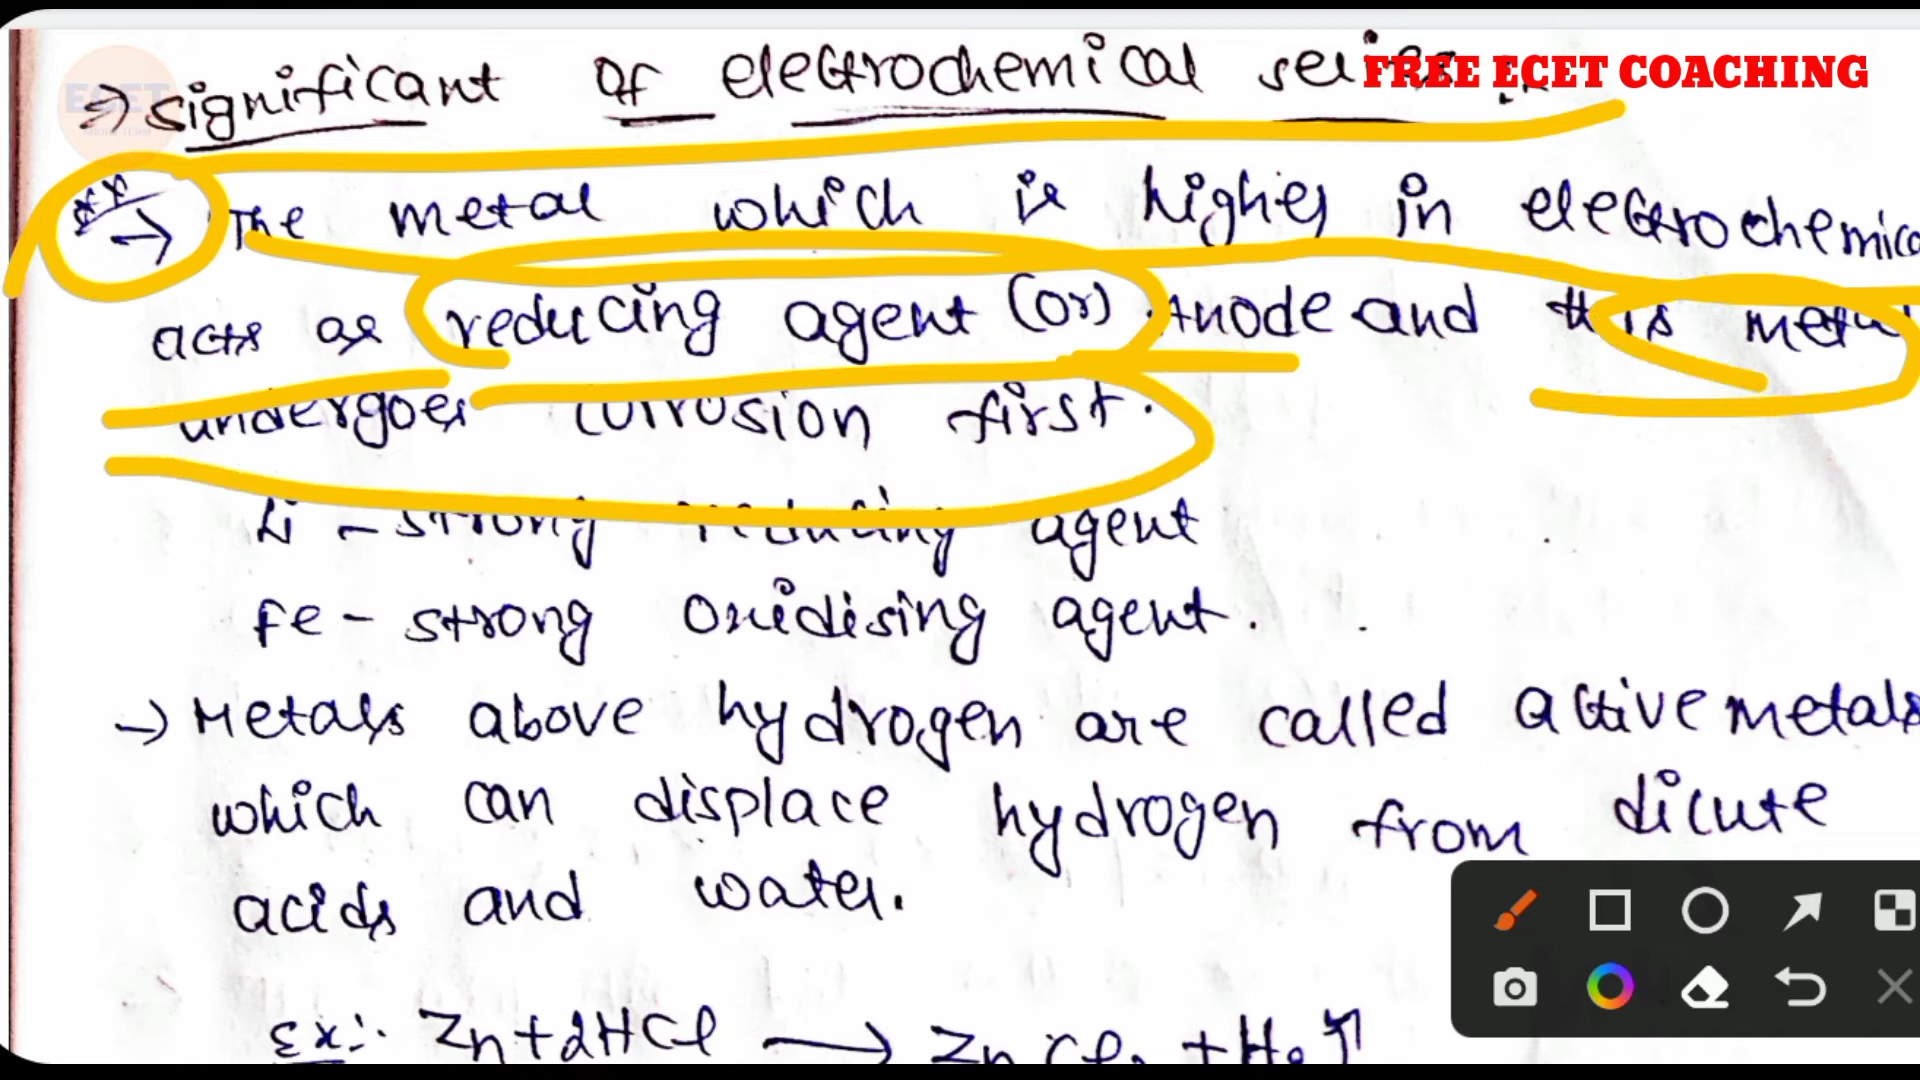 FREE ECET COACHING
ECET
→ significant of electrochemical series :-
→ The metal which is higher in electrochemica
acts as reducing agent (or) Anode and this metal
undergoes corrosion first.
Li - strong reducing agent
Fe - strong oxidising agent.
→ Metals above hydrogen are called active metals
which can displace hydrogen from dilute
acids and water.
Ex:- Zn+2HCl → ZnCl₂ + H₂↑